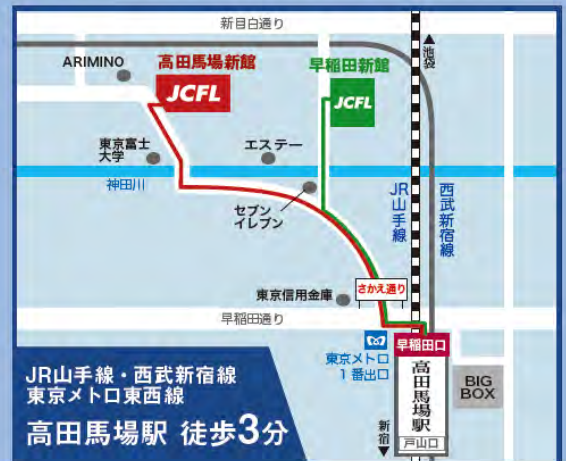 新目白通り
池袋
ARIMINO
高田馬場新館
JCFL
早稲田新館
JCFL
東京富士
大学
エステー
神田川
セブン
イレブン
JR山手線
西武新宿線
東京信用金庫
さかえ通り
早稲田通り
東京メトロ
1番出口
早稲田口
高田馬場駅
戸山口
BIG
BOX
新宿
JR山手線・西武新宿線
東京メトロ東西線
高田馬場駅 徒歩3分